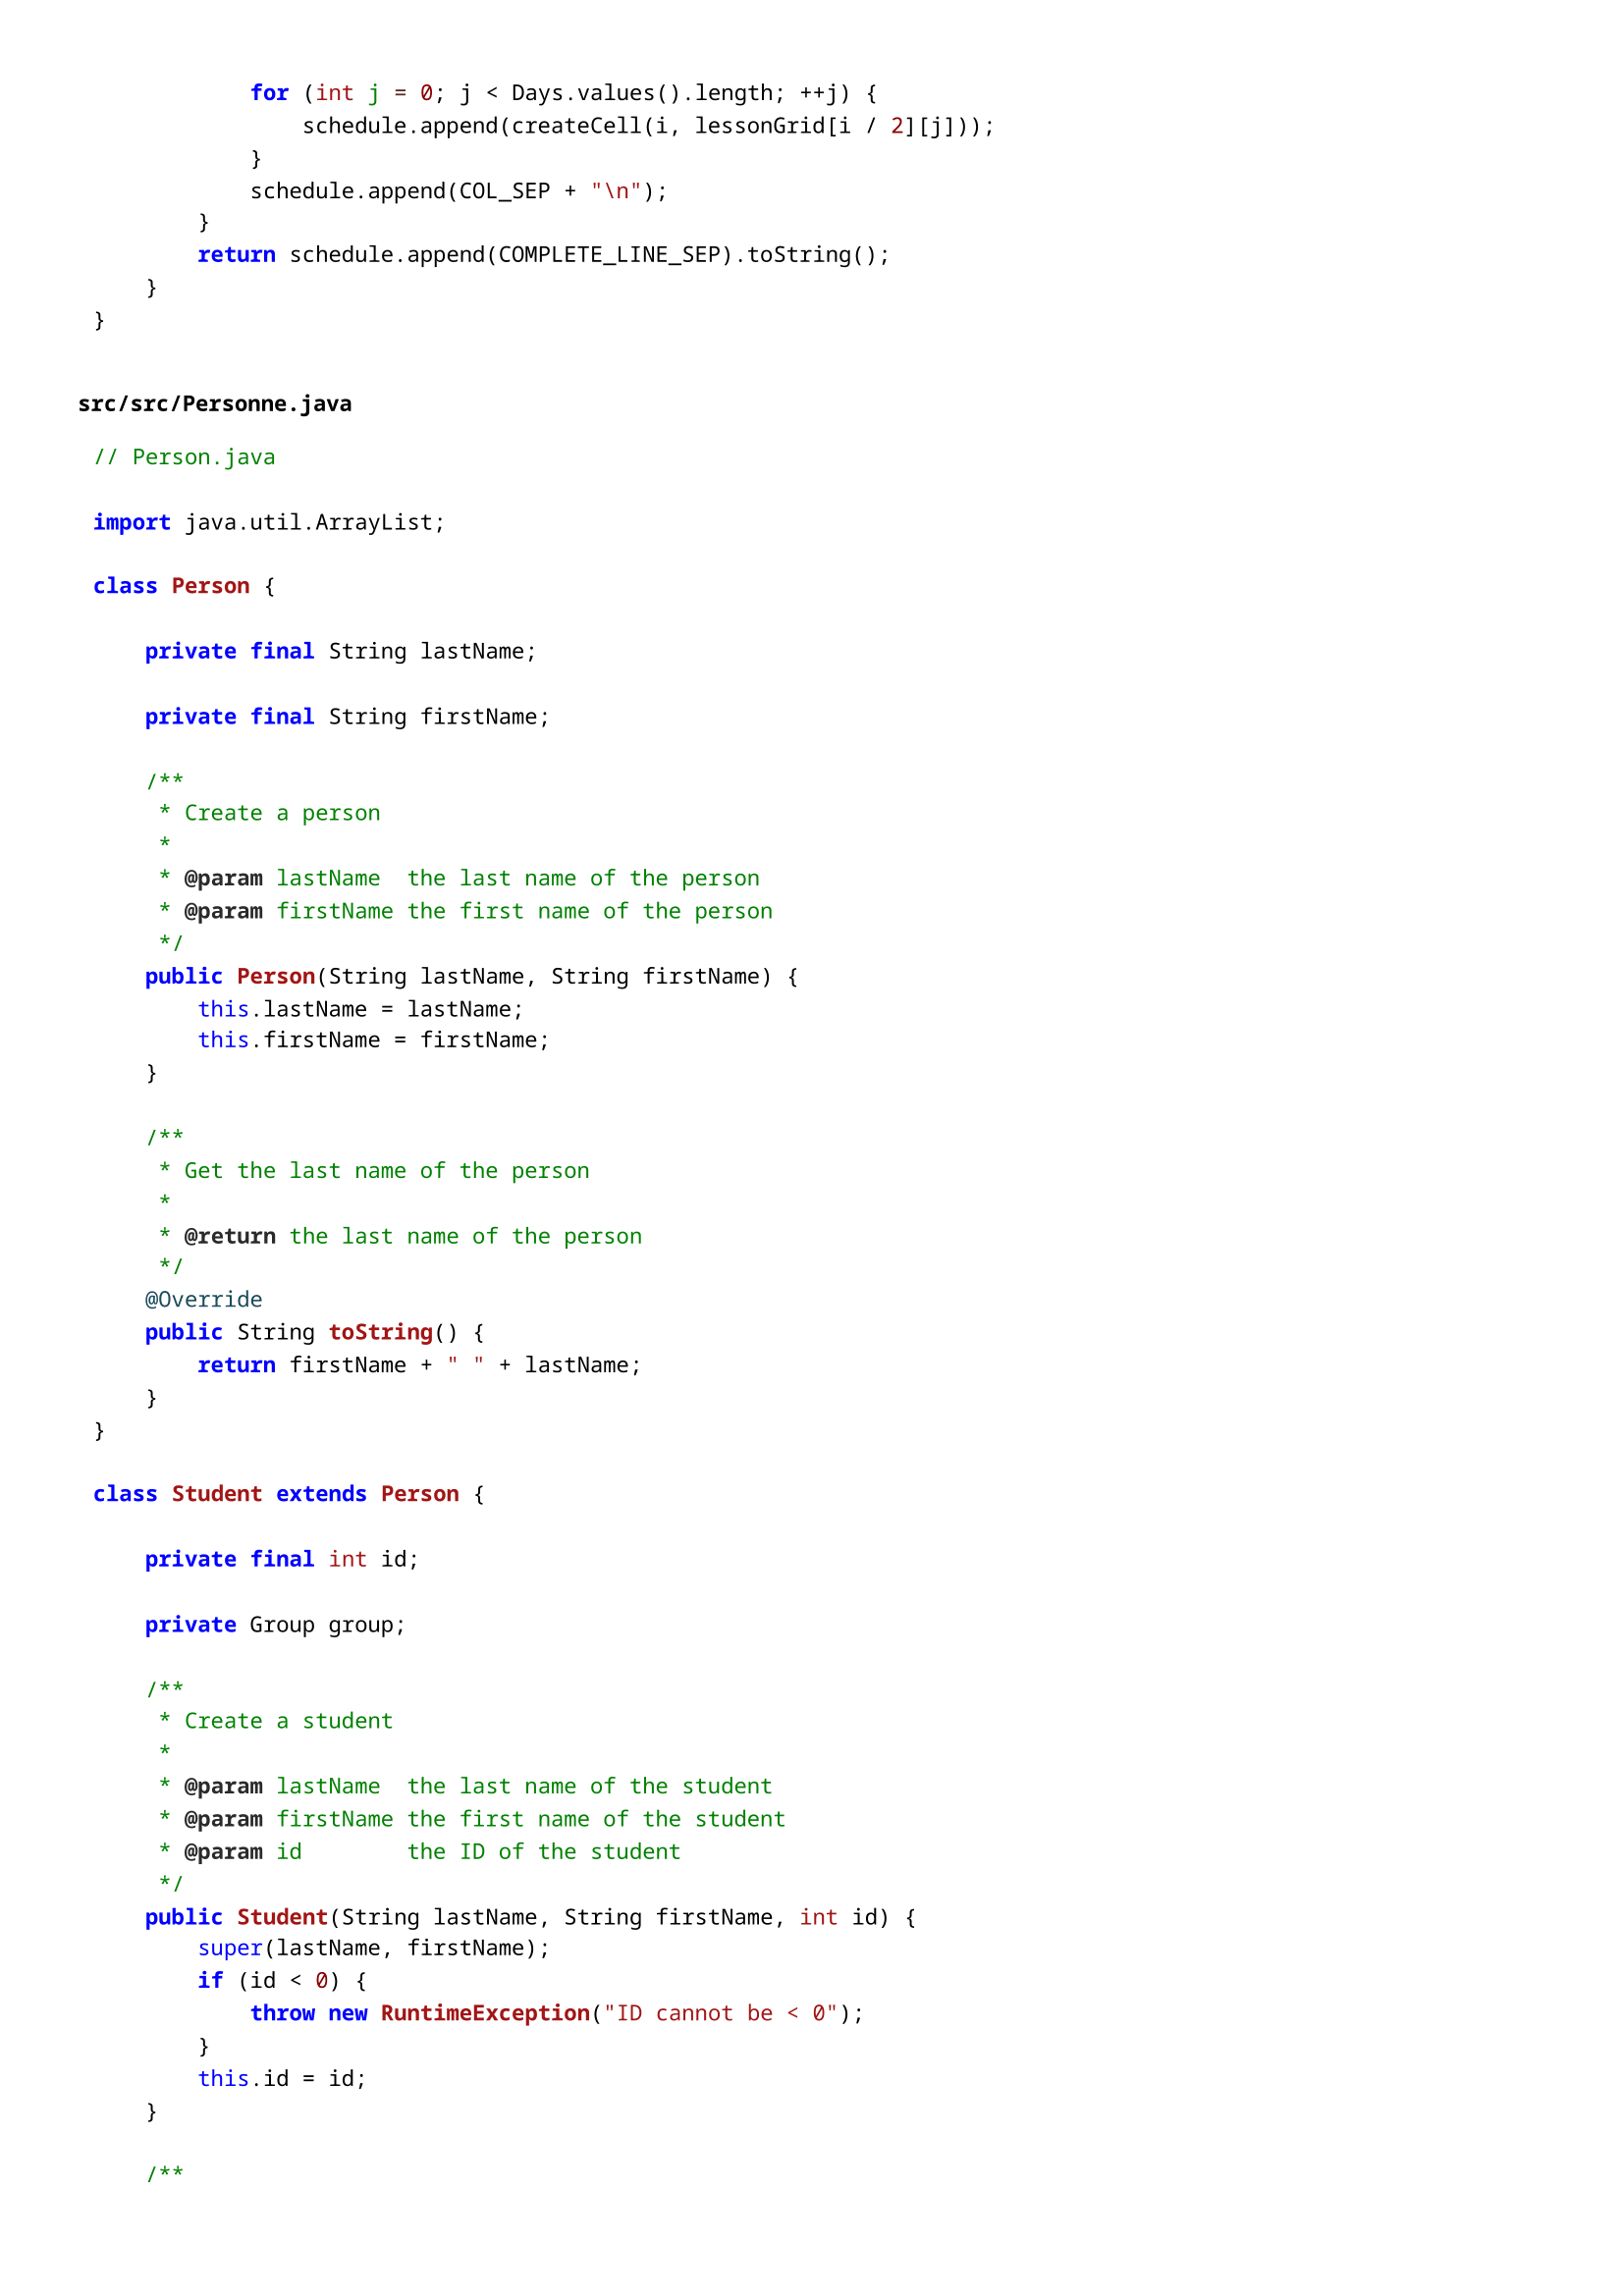 for (int j = 0; j < Days.values().length; ++j) {
                schedule.append(createCell(i, lessonGrid[i / 2][j]));
            }
            schedule.append(COL_SEP + "\n");
        }
        return schedule.append(COMPLETE_LINE_SEP).toString();
    }
}
src/src/Personne.java
// Person.java
import java.util.ArrayList;
class Person {
    private final String lastName;
    private final String firstName;
    /**
     * Create a person
     *
     * @param lastName  the last name of the person
     * @param firstName the first name of the person
     */
    public Person(String lastName, String firstName) {
        this.lastName = lastName;
        this.firstName = firstName;
    }
    /**
     * Get the last name of the person
     *
     * @return the last name of the person
     */
    @Override
    public String toString() {
        return firstName + " " + lastName;
    }
}
class Student extends Person {
    private final int id;
    private Group group;
    /**
     * Create a student
     *
     * @param lastName  the last name of the student
     * @param firstName the first name of the student
     * @param id        the ID of the student
     */
    public Student(String lastName, String firstName, int id) {
        super(lastName, firstName);
        if (id < 0) {
            throw new RuntimeException("ID cannot be < 0");
        }
        this.id = id;
    }
    /**